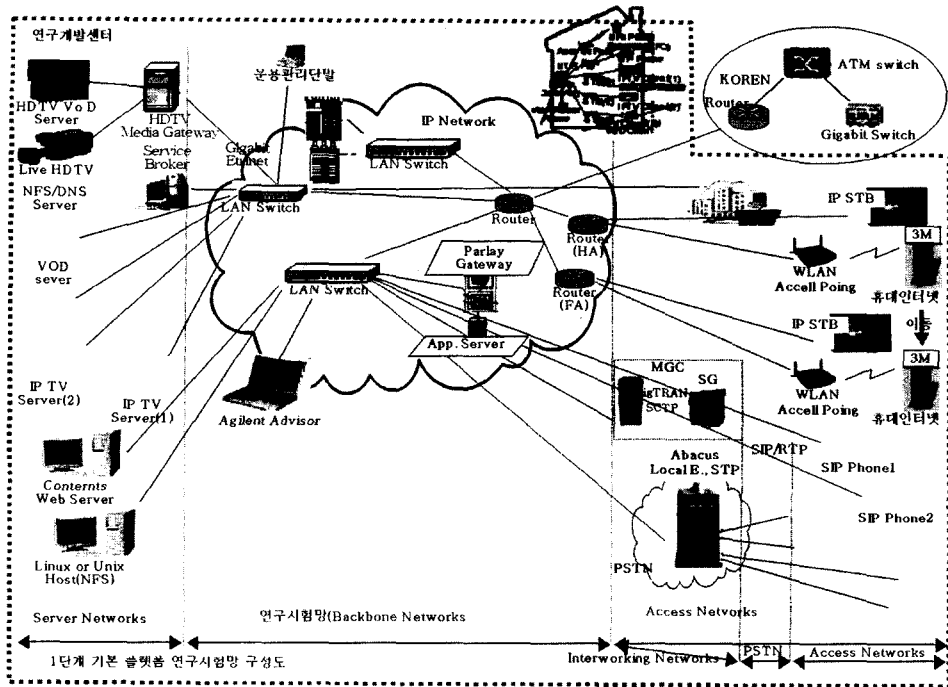 연구개발센터
운용관리단말
HDTV VoD
Server
HDTV
Media Gateway
Live HDTV
Service
Broker
NFS/DNS
Server
Gigabit
LAN Switch
IP Network
LAN Switch
Router
KOREN
Router
ATM switch
Gigabit Switch
VOD
sever
LAN Switch
Parlay
Gateway
Router
(HA)
Router
(FA)
App. Server
IP STB
WLAN
Accell Poing
3M
휴대인터넷
이동
IP STB
WLAN
Accell Poing
3M
휴대인터넷
IP TV
Server(2)
IP TV
Server(1)
Agilent Advisor
MGC
SG
SCTP
SIP/RTP
SIP Phone1
SIP Phone2
Contents
Web Server
Abacus
Local E., STP
Linux or Unix
Host(NFS)
PSTN
Server Networks
연구시험망(Backbone Networks
Access Networks
1단계 기본 플랫폼 연구시험망 구성도
Interworking Networks
PSTN
Access Networks